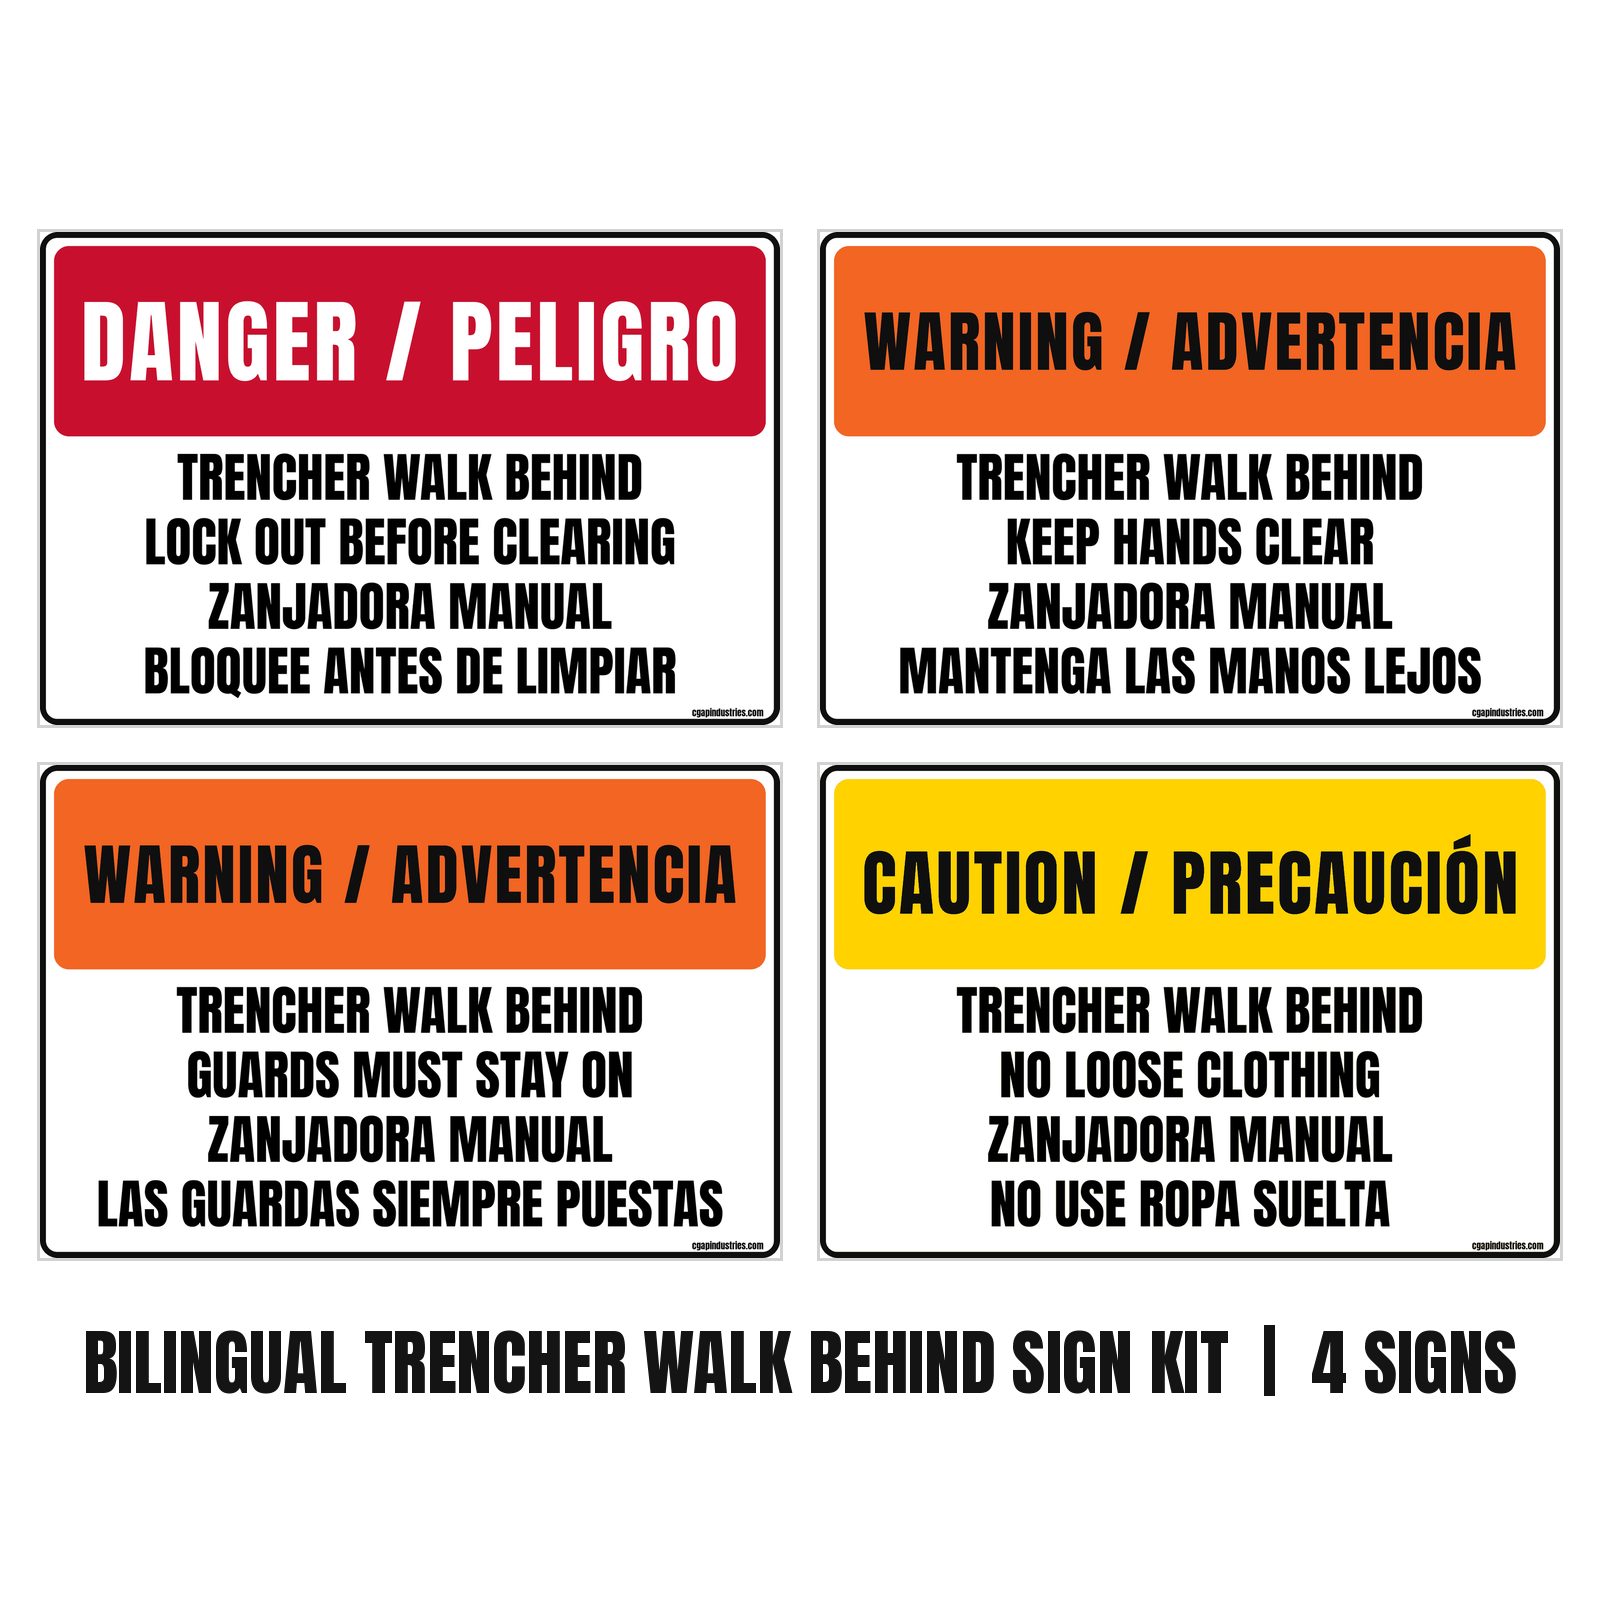 DANGER / PELIGRO
TRENCHER WALK BEHIND
LOCK OUT BEFORE CLEARING
ZANJADORA MANUAL
BLOQUEE ANTES DE LIMPIAR
cgapindustries.com
WARNING / ADVERTENCIA
TRENCHER WALK BEHIND
KEEP HANDS CLEAR
ZANJADORA MANUAL
MANTENGA LAS MANOS LEJOS
cgapindustries.com
WARNING / ADVERTENCIA
TRENCHER WALK BEHIND
GUARDS MUST STAY ON
ZANJADORA MANUAL
LAS GUARDAS SIEMPRE PUESTAS
cgapindustries.com
CAUTION / PRECAUCIÓN
TRENCHER WALK BEHIND
NO LOOSE CLOTHING
ZANJADORA MANUAL
NO USE ROPA SUELTA
cgapindustries.com
BILINGUAL TRENCHER WALK BEHIND SIGN KIT | 4 SIGNS